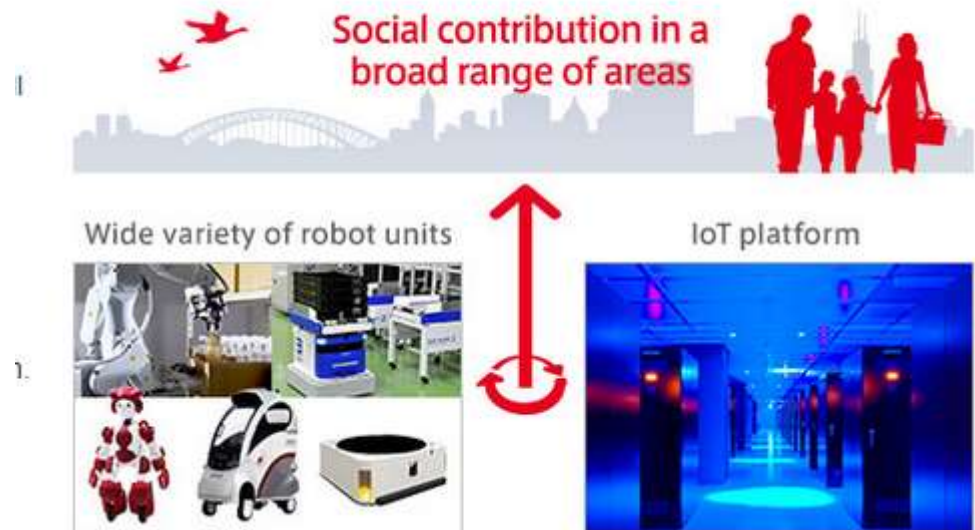 Social contribution in a
broad range of areas
Wide variety of robot units
IoT platform